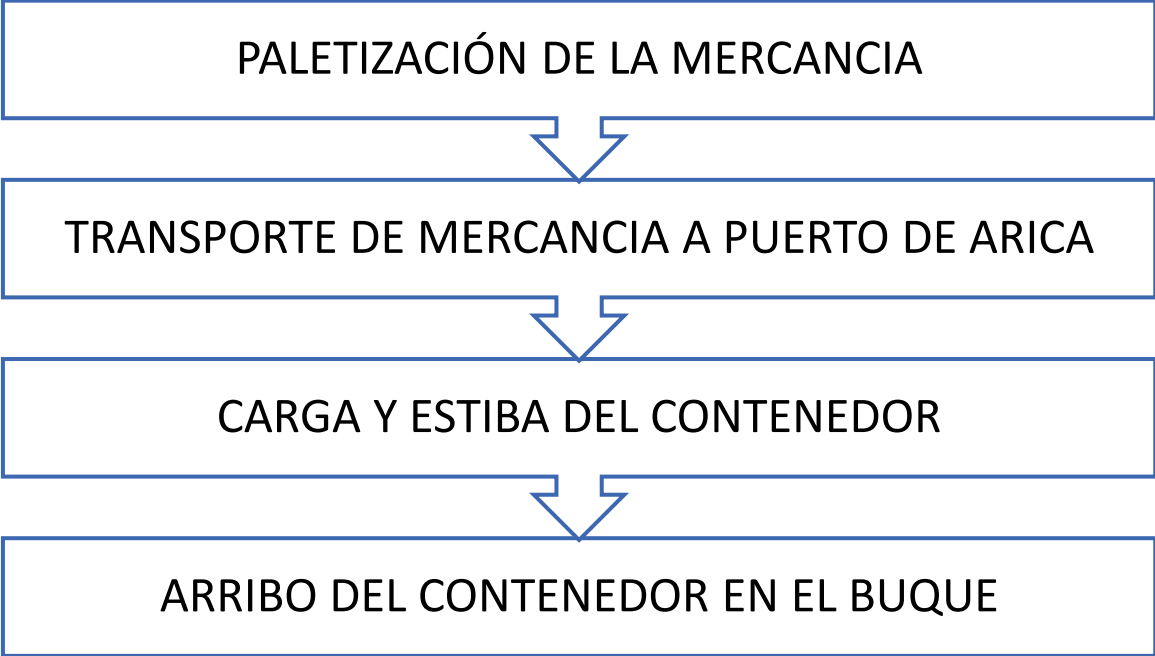 PALETIZACIÓN DE LA MERCANCIA
TRANSPORTE DE MERCANCIA A PUERTO DE ARICA
CARGA Y ESTIBA DEL CONTENEDOR
ARRIBO DEL CONTENEDOR EN EL BUQUE